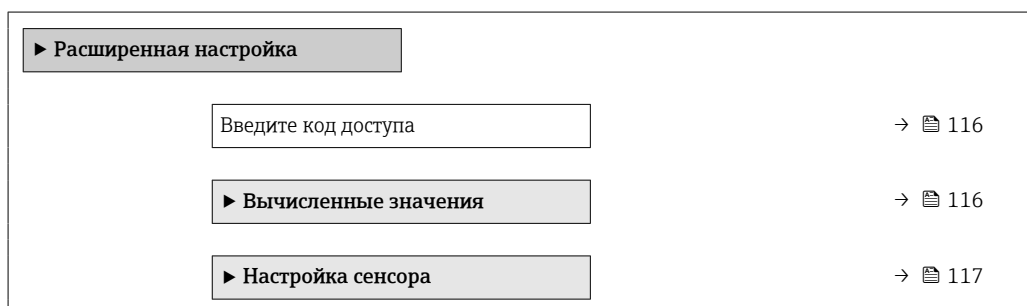 ▶ Расширенная настройка
Введите код доступа → 116
▶ Вычисленные значения → 116
▶ Настройка сенсора → 117